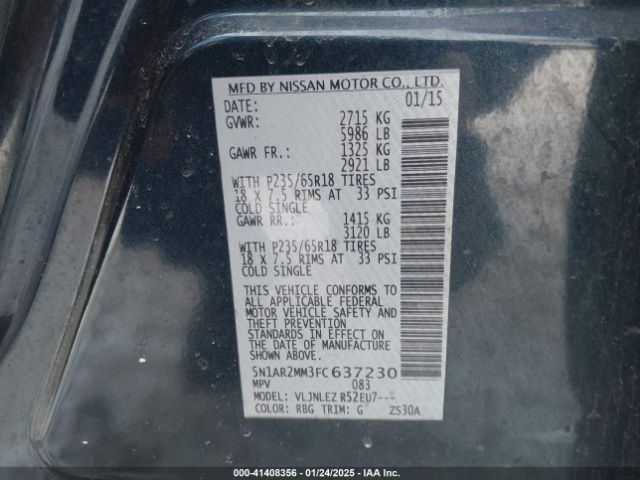 MFD BY NISSAN MOTOR CO., LTD.
DATE: 01/15
GVWR: 2715 KG
5986 LB
GAWR FR.: 1325 KG
2921 LB
WITH P235/65R18 TIRES
18 X 7.5 RIMS AT 33 PSI
COLD SINGLE
GAWR RR.: 1415 KG
3120 LB
WITH P235/65R18 TIRES
18 X 7.5 RIMS AT 33 PSI
COLD SINGLE
THIS VEHICLE CONFORMS TO
ALL APPLICABLE FEDERAL
MOTOR VEHICLE SAFETY AND
THEFT PREVENTION
STANDARDS IN EFFECT ON
THE DATE OF MANUFACTURE
SHOWN ABOVE.
5N1AR2MM3FC637230
MPV 083
MODEL: VLJNLEZ R52EU7---
COLOR: RBG TRIM: G ZS30A
000-41408356 - 01/24/2025 - IAA Inc.